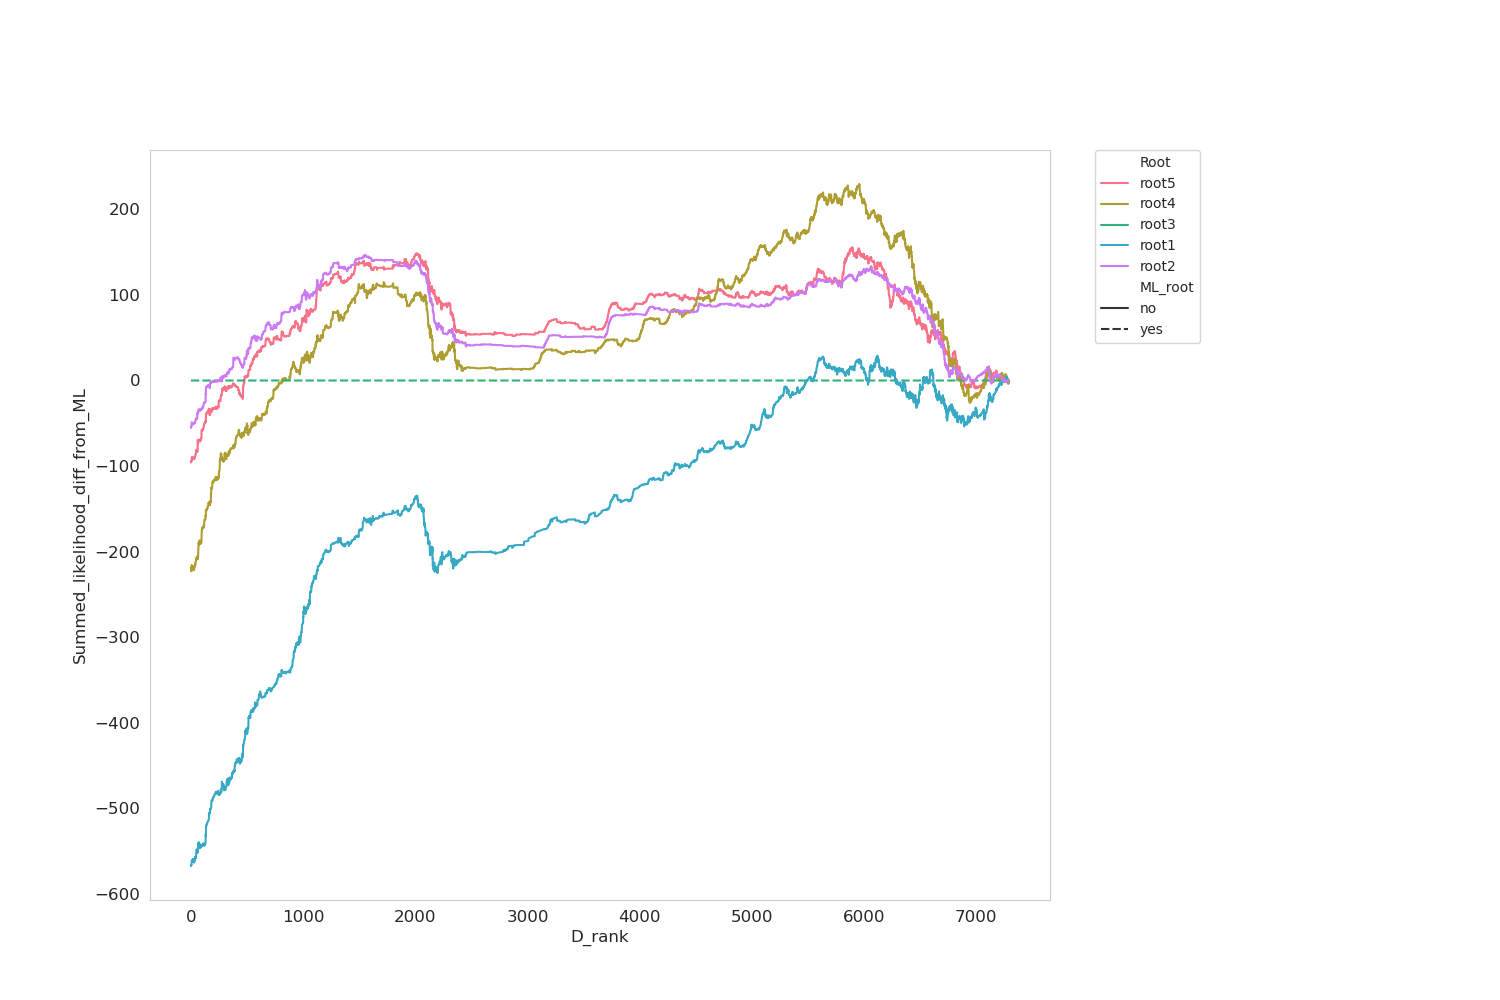 200
100
0
−100
−200
−300
−400
−500
−600
Summed_likelihood_diff_from_ML
0 1000 2000 3000 4000 5000 6000 7000
D_rank
Root
root5
root4
root3
root1
root2
ML_root
no
yes